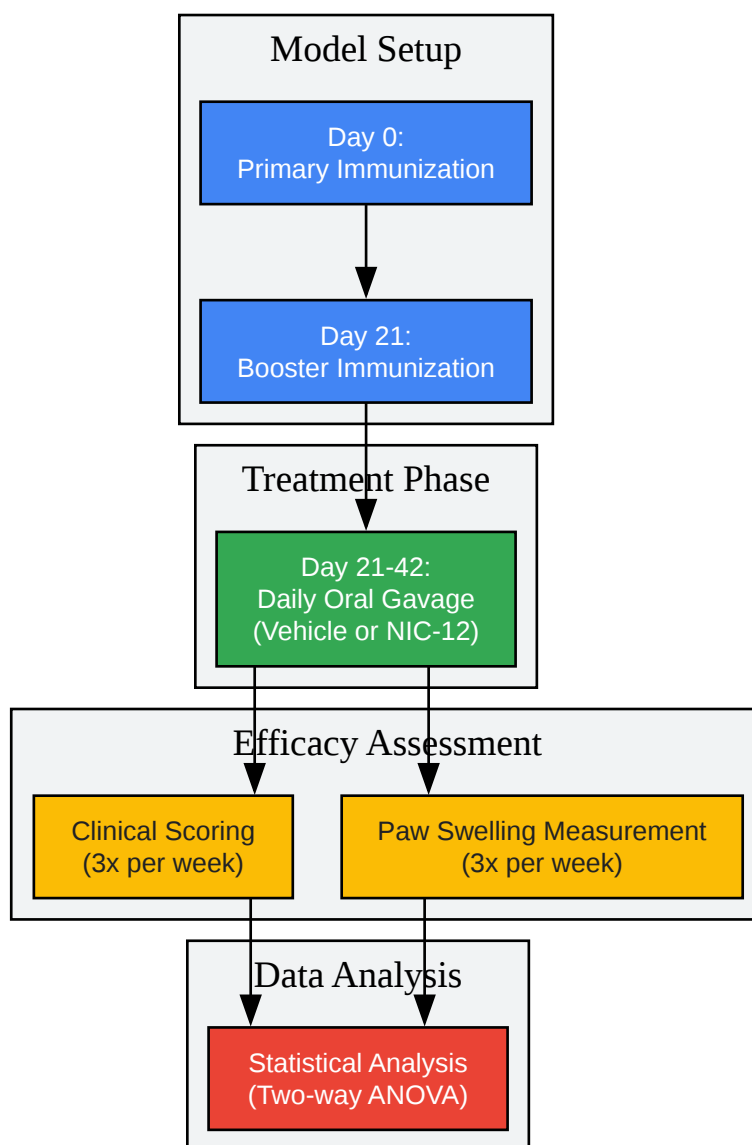 Model Setup
Day 0:
Primary Immunization
Day 21:
Booster Immunization
Treatment Phase
Day 21-42:
Daily Oral Gavage
(Vehicle or NIC-12)
Efficacy Assessment
Clinical Scoring
(3x per week)
Paw Swelling Measurement
(3x per week)
Data Analysis
Statistical Analysis
(Two-way ANOVA)